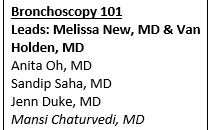 Bronchoscopy 101
Leads: Melissa New, MD & Van
Holden, MD
Anita Oh, MD
Sandip Saha, MD
Jenn Duke, MD
Mansi Chaturvedi, MD